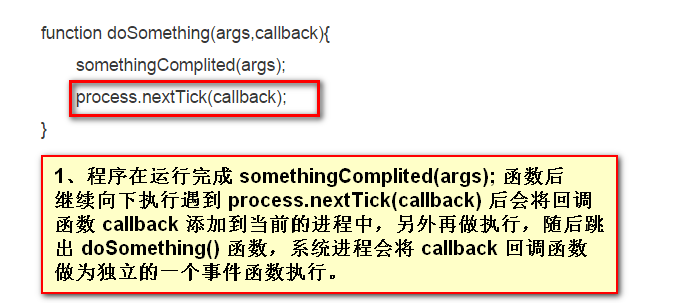 function doSomething(args,callback){
somethingComplited(args);
process.nextTick(callback);
}
1、程序在运行完成 somethingComplited(args); 函数后
继续向下执行遇到 process.nextTick(callback) 后会将回调
函数 callback 添加到当前的进程中，另外再做执行，随后跳
出 doSomething() 函数，系统进程会将 callback 回调函数
做为独立的一个事件函数执行。